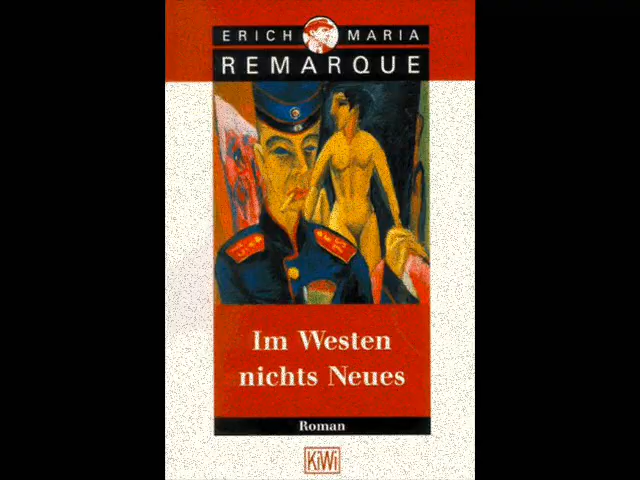 ERICH MARIA
REMARQUE
Im Westen
nichts Neues
Roman
KiWi